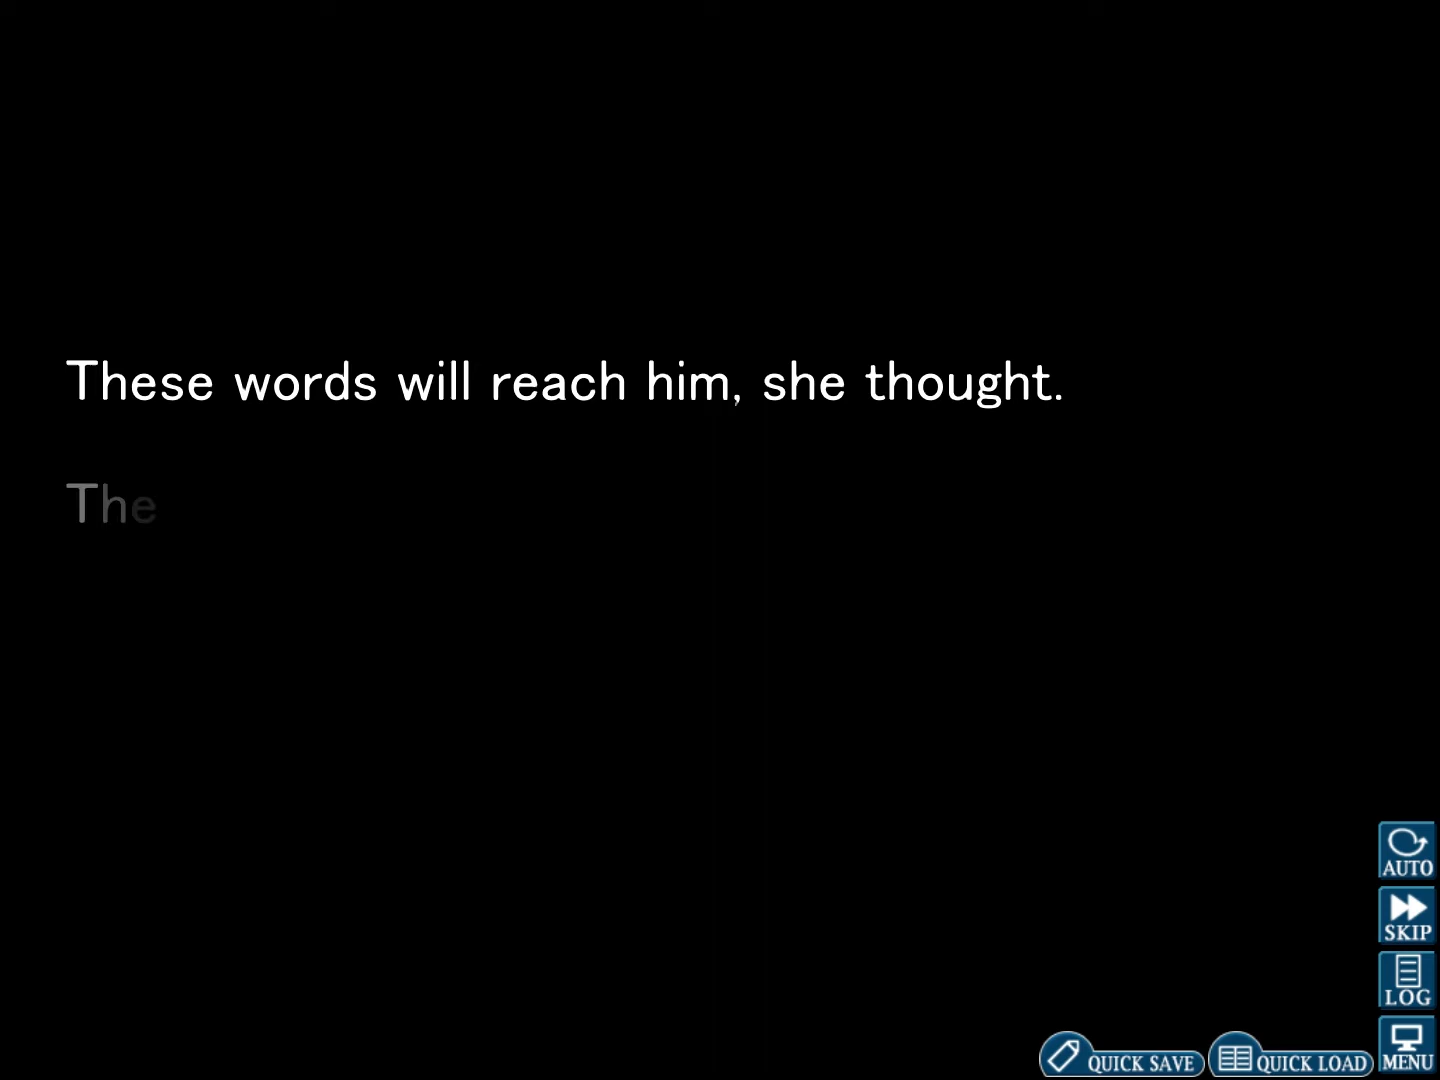 These words will reach him, she thought.
The
AUTO
SKIP
LOG
QUICK SAVE
QUICK LOAD
MENU